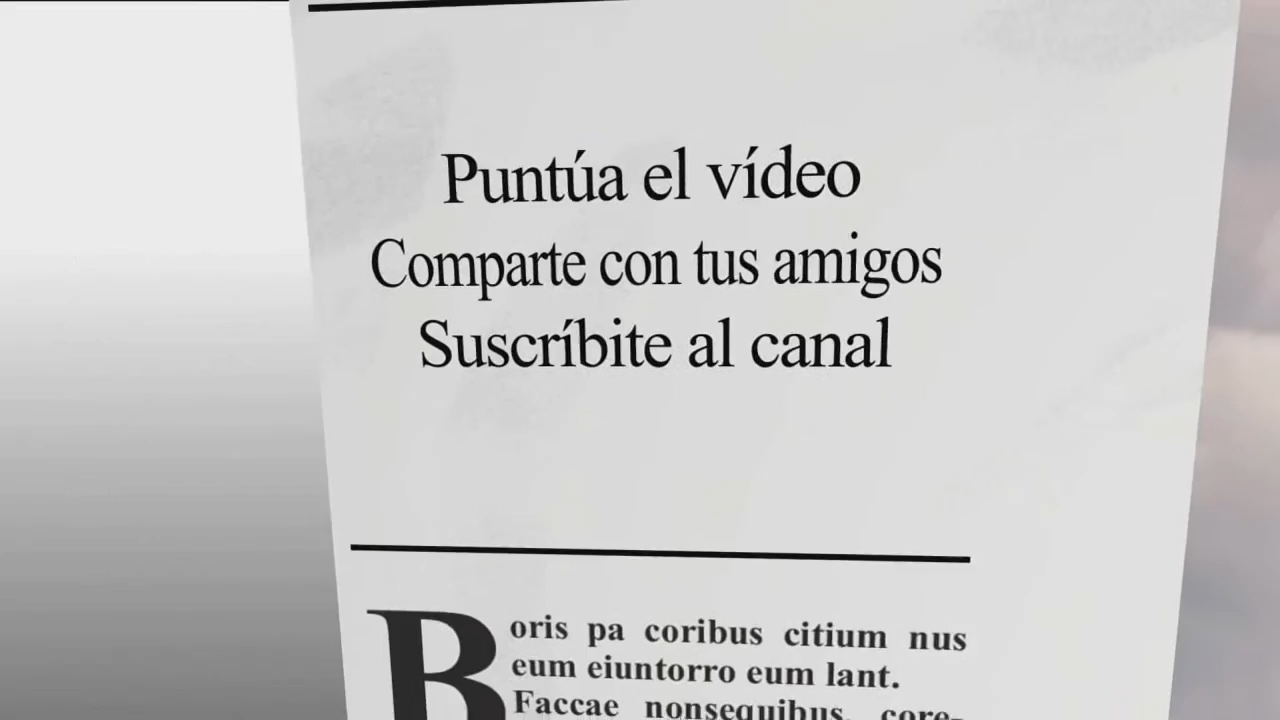 Puntúa el vídeo
Comparte con tus amigos
Suscríbite al canal
Boris pa coribus citium nus
eum eiuntorro eum lant.
Faccae nonsequibus, core-